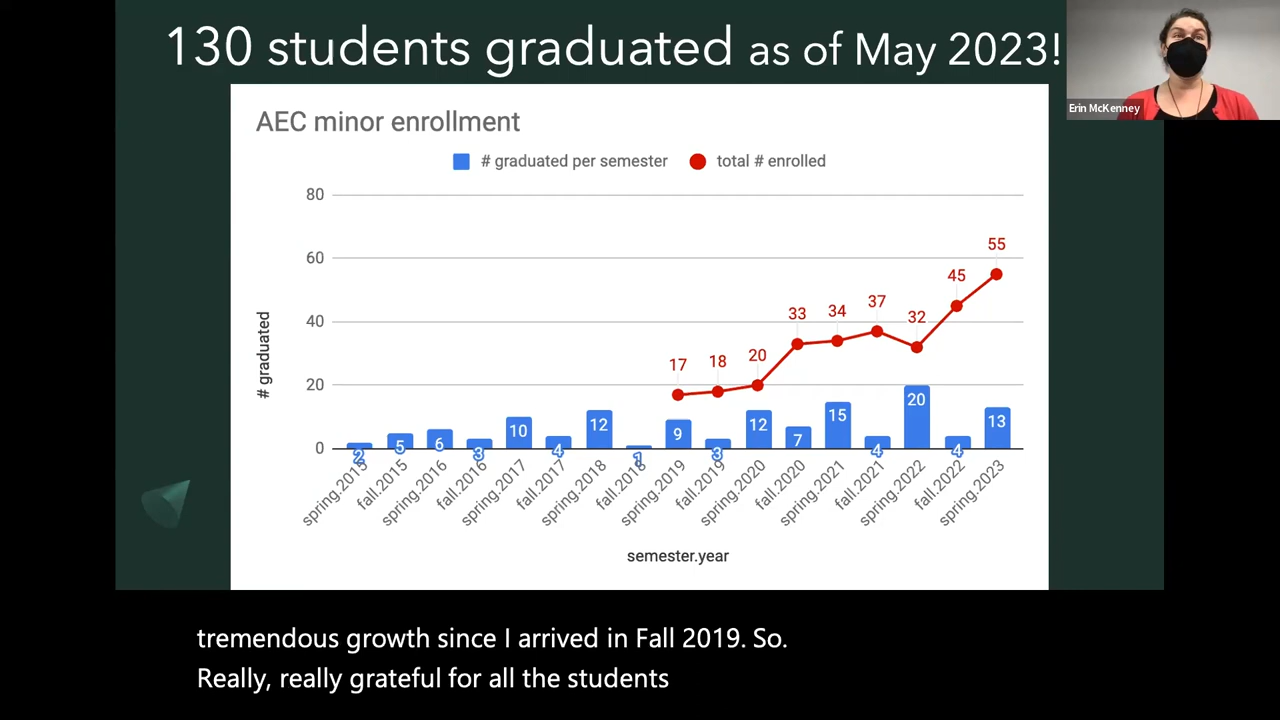 130 students graduated as of May 2023!
Erin McKenney
AEC minor enrollment
# graduated per semester
total # enrolled
80
60
40
20
0
# graduated
17
18
20
33
34
37
32
45
55
2
5
6
3
10
4
12
1
9
3
12
7
15
4
20
4
13
spring.2015
fall.2015
spring.2016
fall.2016
spring.2017
fall.2017
spring.2018
fall.2018
spring.2019
fall.2019
spring.2020
fall.2020
spring.2021
fall.2021
spring.2022
fall.2022
spring.2023
semester.year
tremendous growth since I arrived in Fall 2019. So.
Really, really grateful for all the students